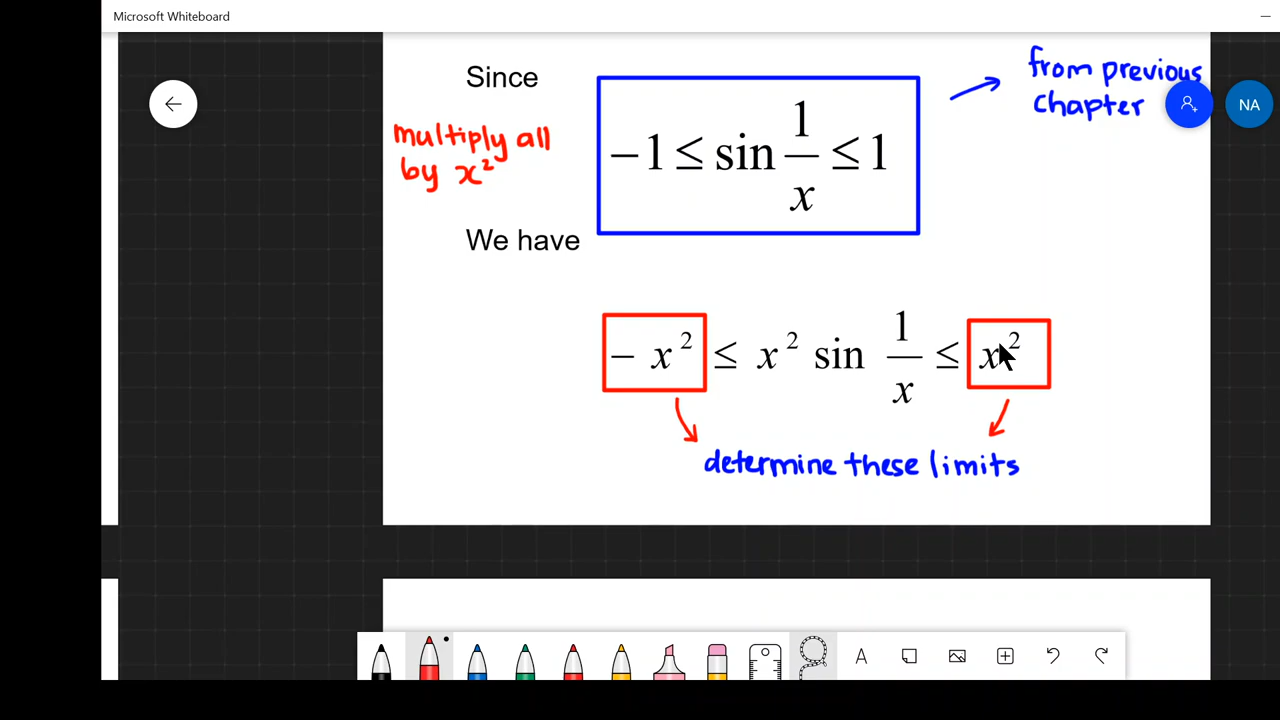 Microsoft Whiteboard
Since
from previous
chapter
NA
multiply all
by x²
−1 ≤ sin 1/x ≤ 1
We have
− x² ≤ x² sin 1/x ≤ x²
determine these limits
A